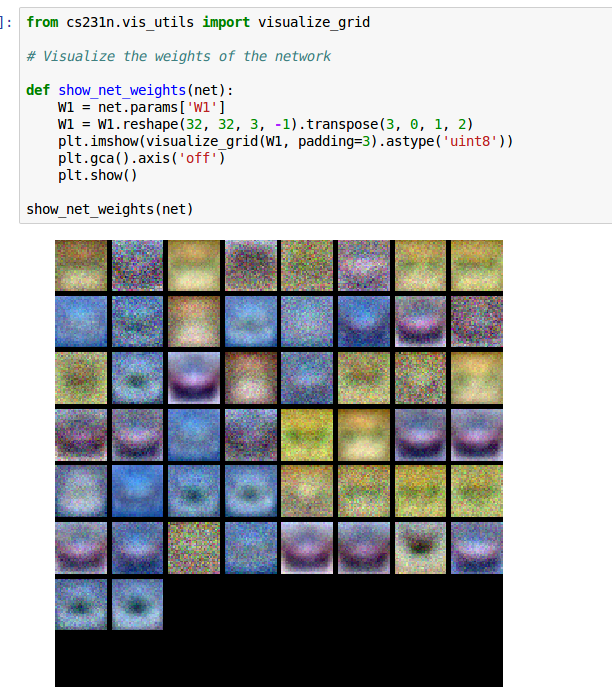 ]: from cs231n.vis_utils import visualize_grid
# Visualize the weights of the network
def show_net_weights(net):
    W1 = net.params['W1']
    W1 = W1.reshape(32, 32, 3, -1).transpose(3, 0, 1, 2)
    plt.imshow(visualize_grid(W1, padding=3).astype('uint8'))
    plt.gca().axis('off')
    plt.show()
show_net_weights(net)